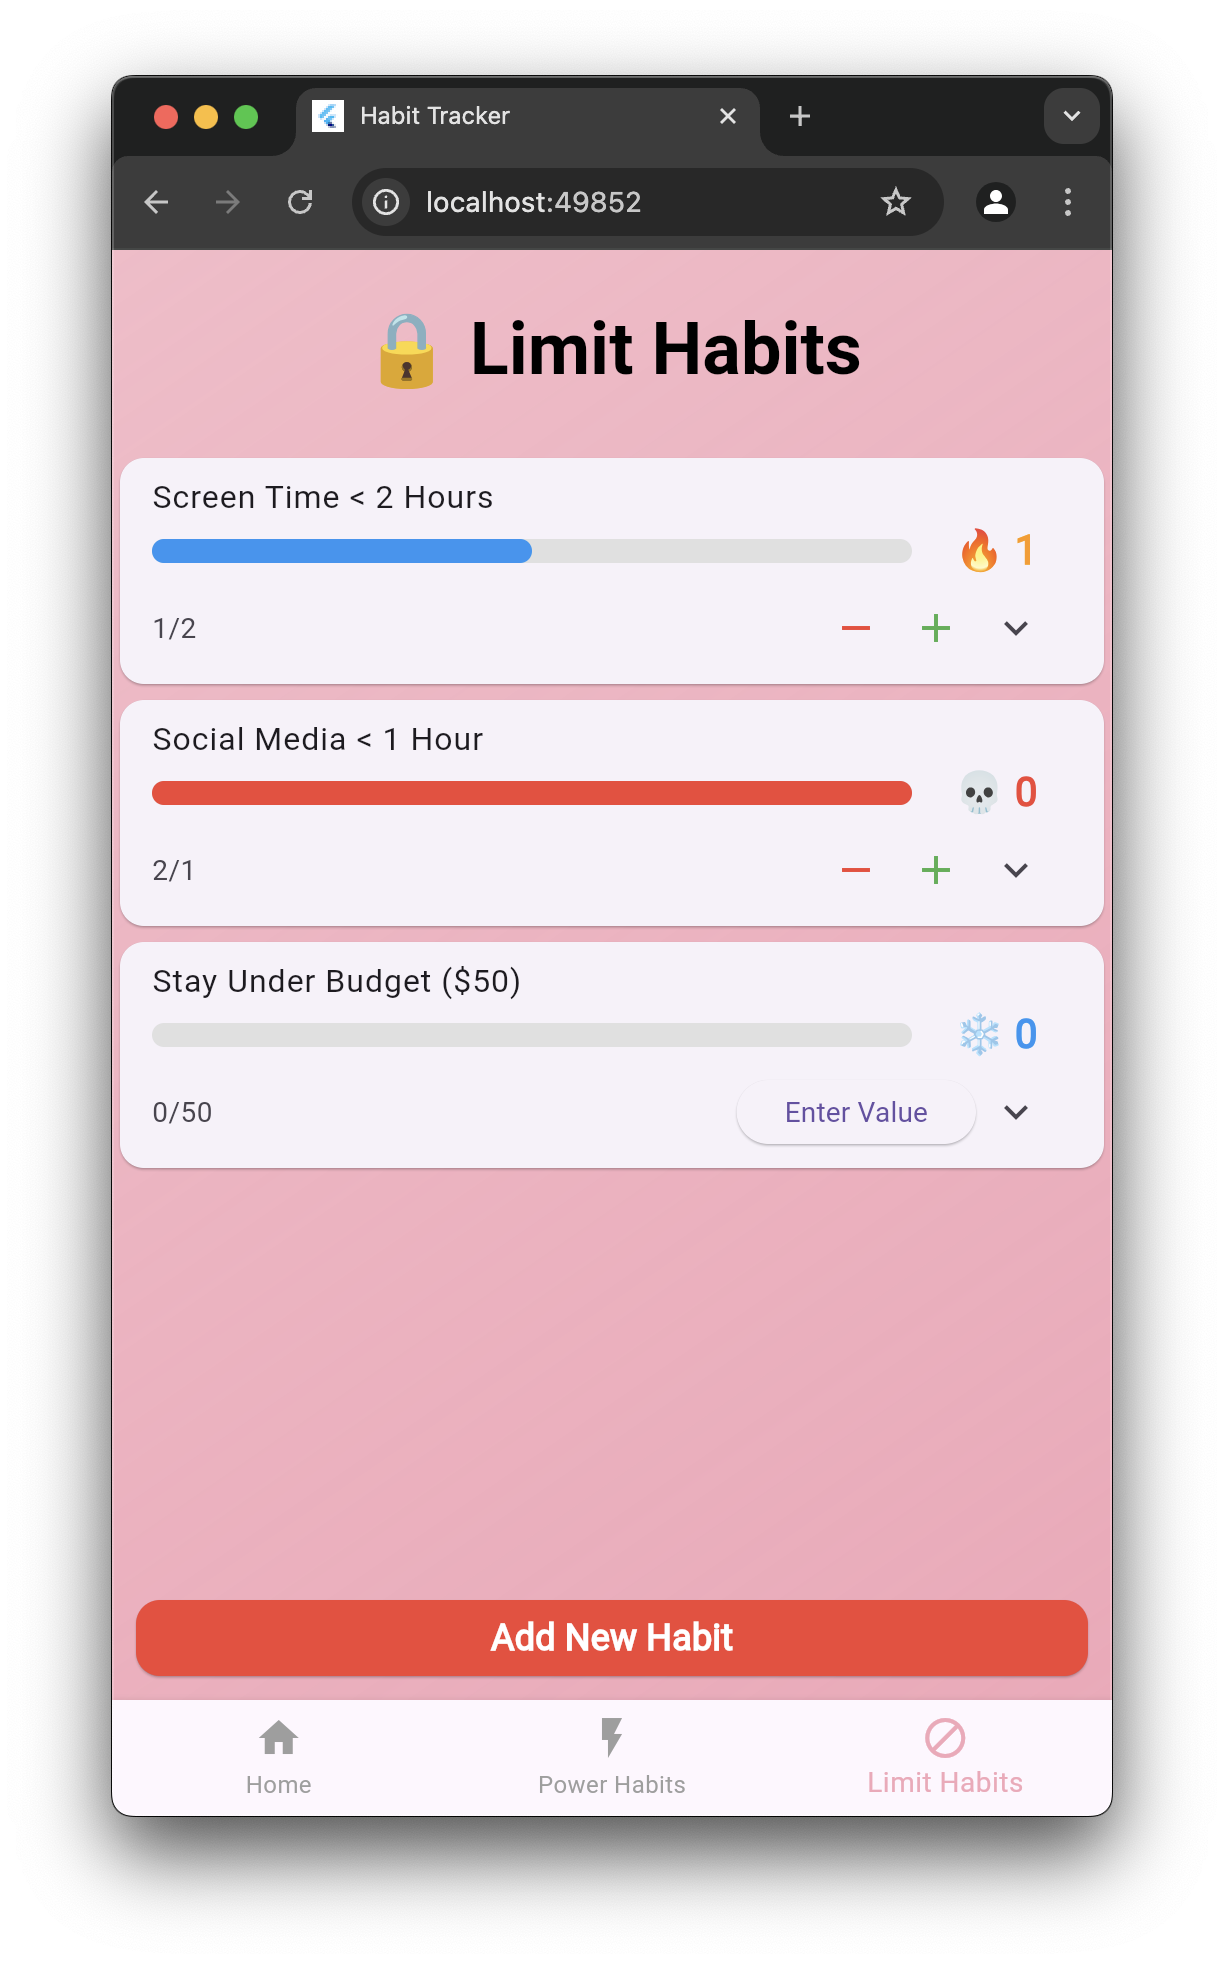 Habit Tracker
localhost:49852
🔒 Limit Habits
Screen Time < 2 Hours
🔥 1
1/2
Social Media < 1 Hour
💀 0
2/1
Stay Under Budget ($50)
❄️ 0
0/50
Enter Value
Add New Habit
Home
Power Habits
Limit Habits